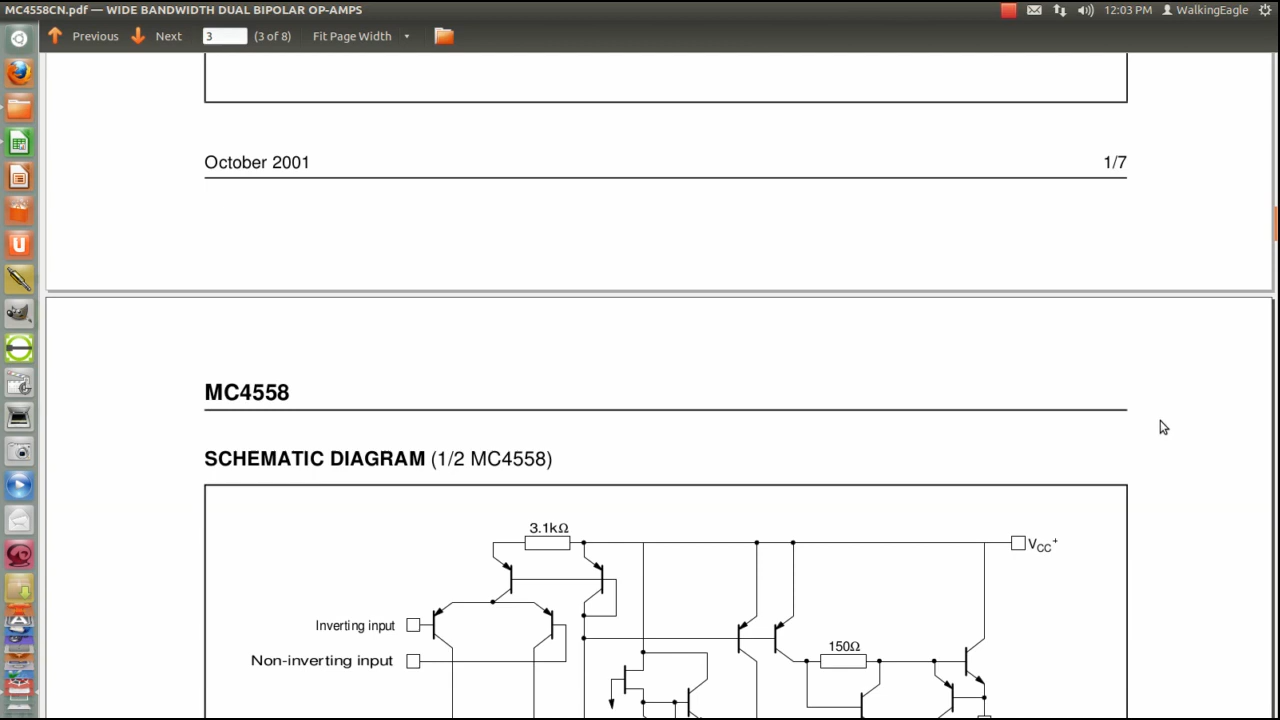 MC4558CN.pdf — WIDE BANDWIDTH DUAL BIPOLAR OP-AMPS
12:03 PM WalkingEagle
Previous Next 3 (3 of 8) Fit Page Width
October 2001 1/7
MC4558
SCHEMATIC DIAGRAM (1/2 MC4558)
3.1kΩ
VCC+
Inverting input
150Ω
Non-inverting input